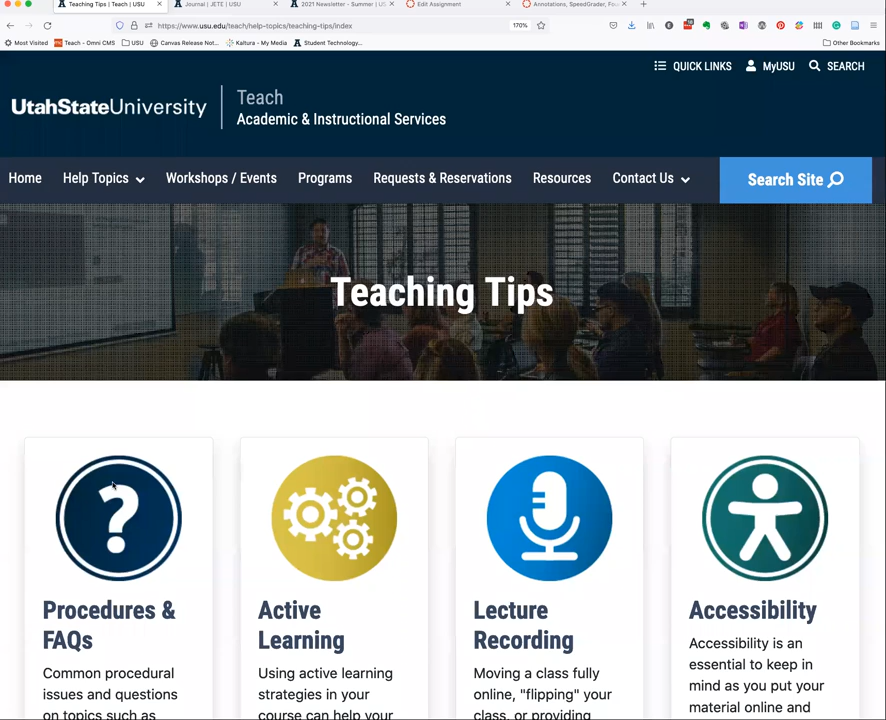 Teaching Tips | Teach | USU
Journal | JETE | USU
2021 Newsletter - Summer | US
Edit Assignment
Annotations, SpeedGrader, Fou
https://www.usu.edu/teach/help-topics/teaching-tips/index
170%
Most Visited
Teach - Omni CMS
USU
Canvas Release Not...
Kaltura - My Media
Student Technology...
Other Bookmarks
QUICK LINKS
MyUSU
SEARCH
UtahStateUniversity
Teach
Academic & Instructional Services
Home
Help Topics
Workshops / Events
Programs
Requests & Reservations
Resources
Contact Us
Search Site
Teaching Tips
Procedures &
FAQs
Common procedural
issues and questions
on topics such as
Active
Learning
Using active learning
strategies in your
course can help your
Lecture
Recording
Moving a class fully
online, "flipping" your
class, or providing
Accessibility
Accessibility is an
essential to keep in
mind as you put your
material online and